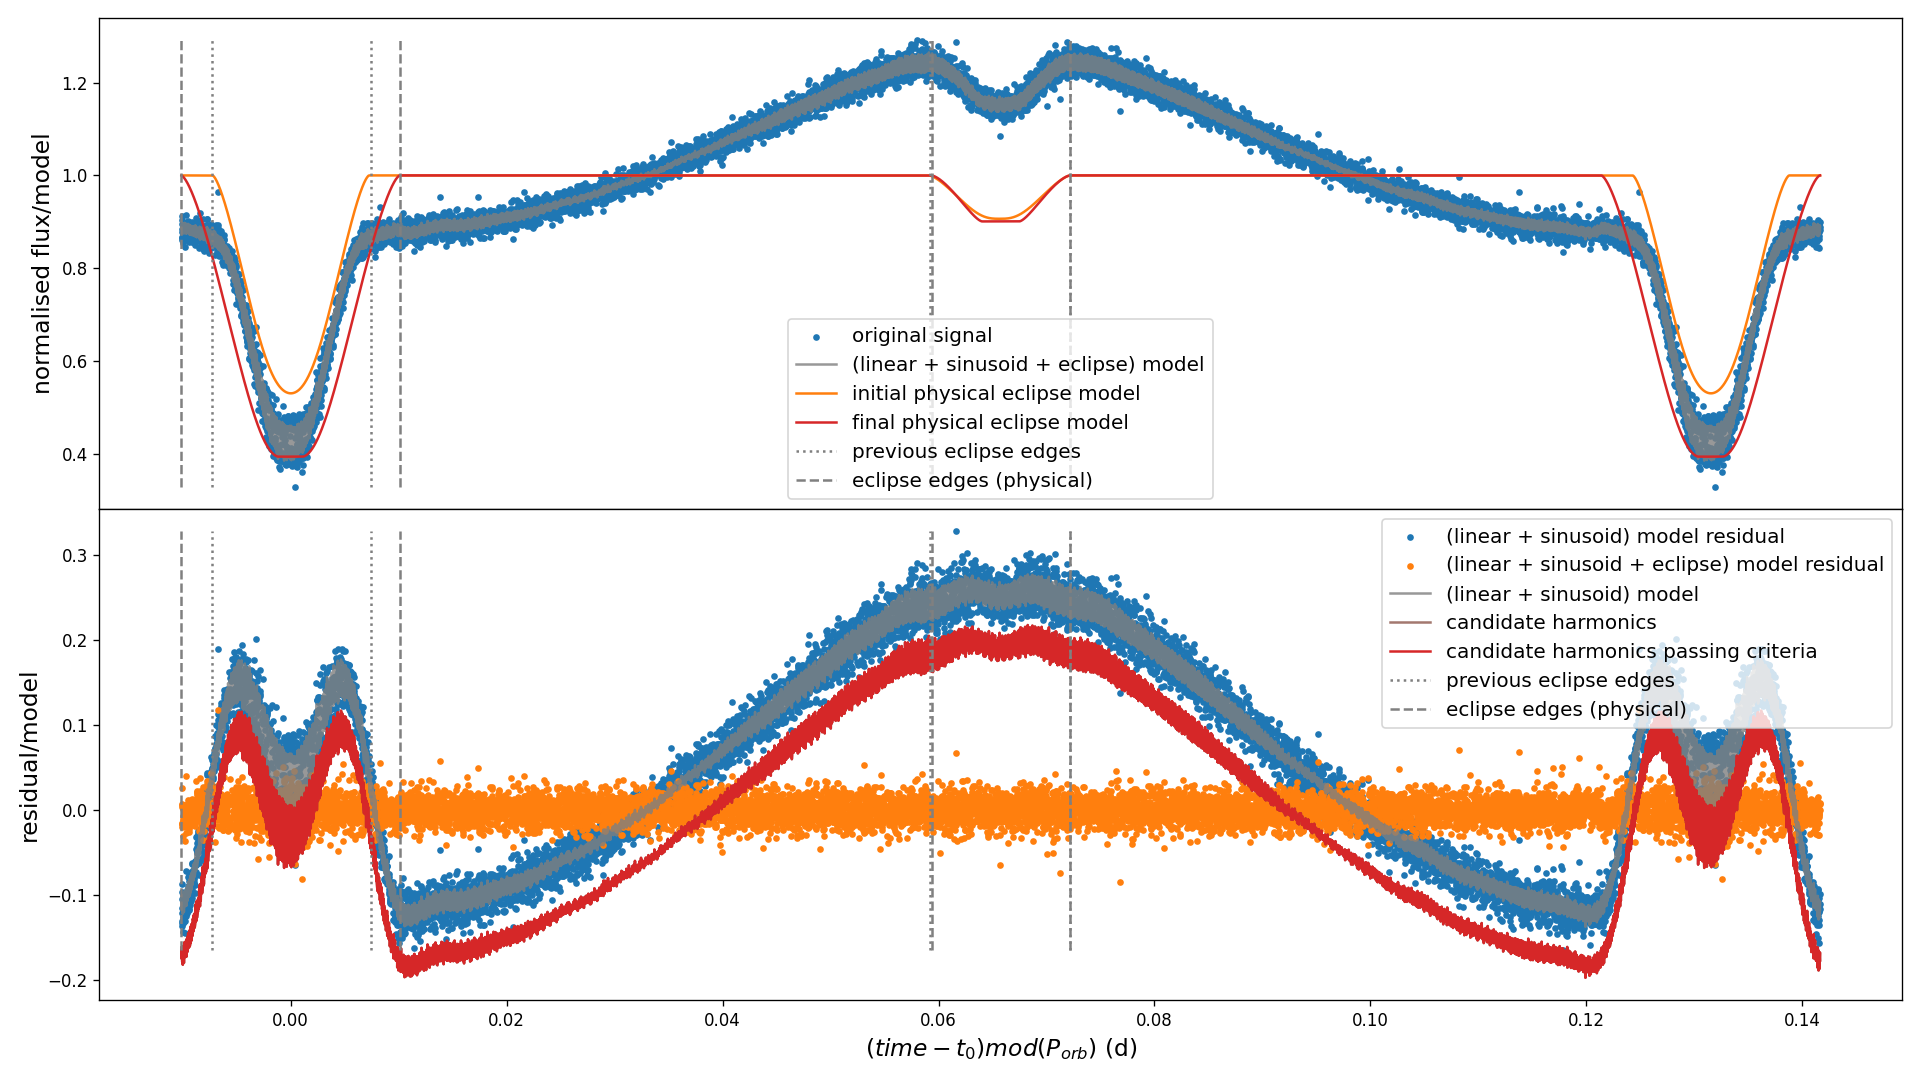 normalised flux/model
1.2
1.0
0.8
0.6
0.4
original signal
(linear + sinusoid + eclipse) model
initial physical eclipse model
final physical eclipse model
previous eclipse edges
eclipse edges (physical)
residual/model
0.3
0.2
0.1
0.0
−0.1
−0.2
(linear + sinusoid) model residual
(linear + sinusoid + eclipse) model residual
(linear + sinusoid) model
candidate harmonics
candidate harmonics passing criteria
previous eclipse edges
eclipse edges (physical)
0.00 0.02 0.04 0.06 0.08 0.10 0.12 0.14
(time − t₀)mod(P_orb) (d)